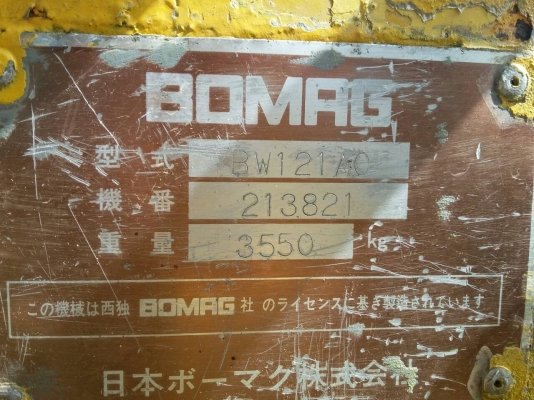 BOMAG
型式 BW121AC
機番 213821
重量 3550 kg
この機械は西独 BOMAG 社 のライセンスに基き製造されています
日本ボーマク株式会社